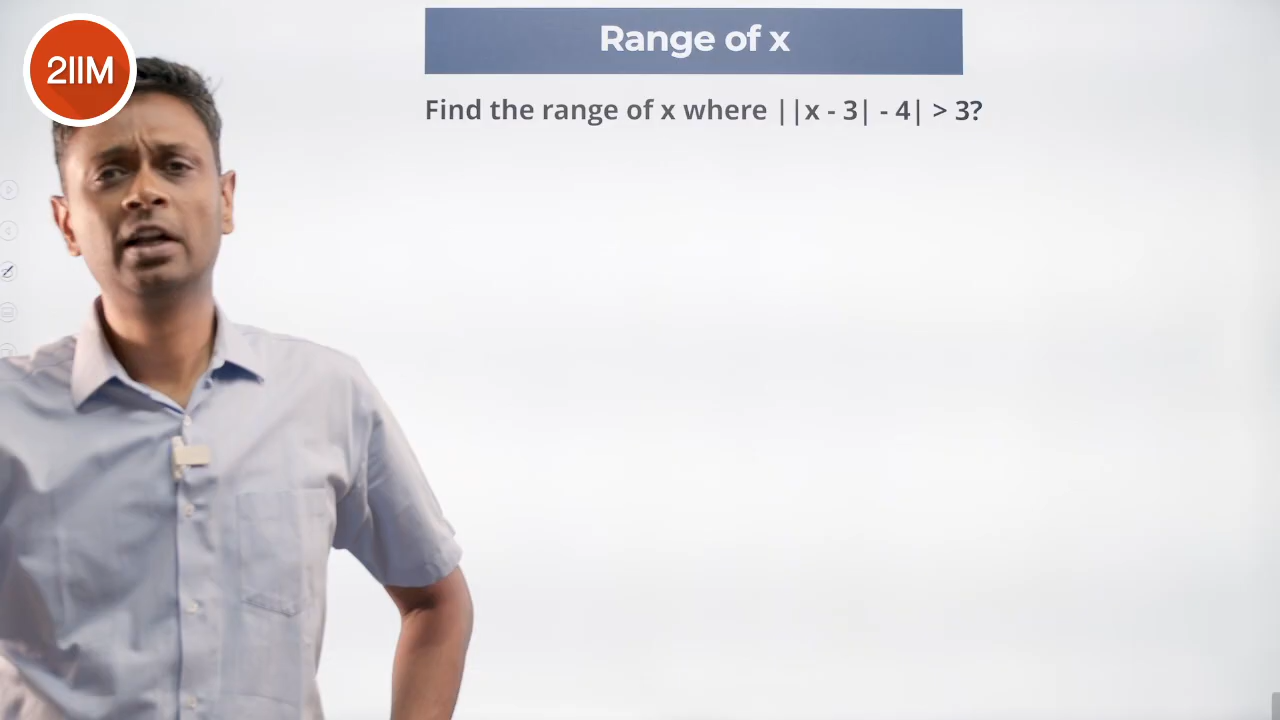 2IIM
Range of x
Find the range of x where ||x - 3| - 4| > 3?